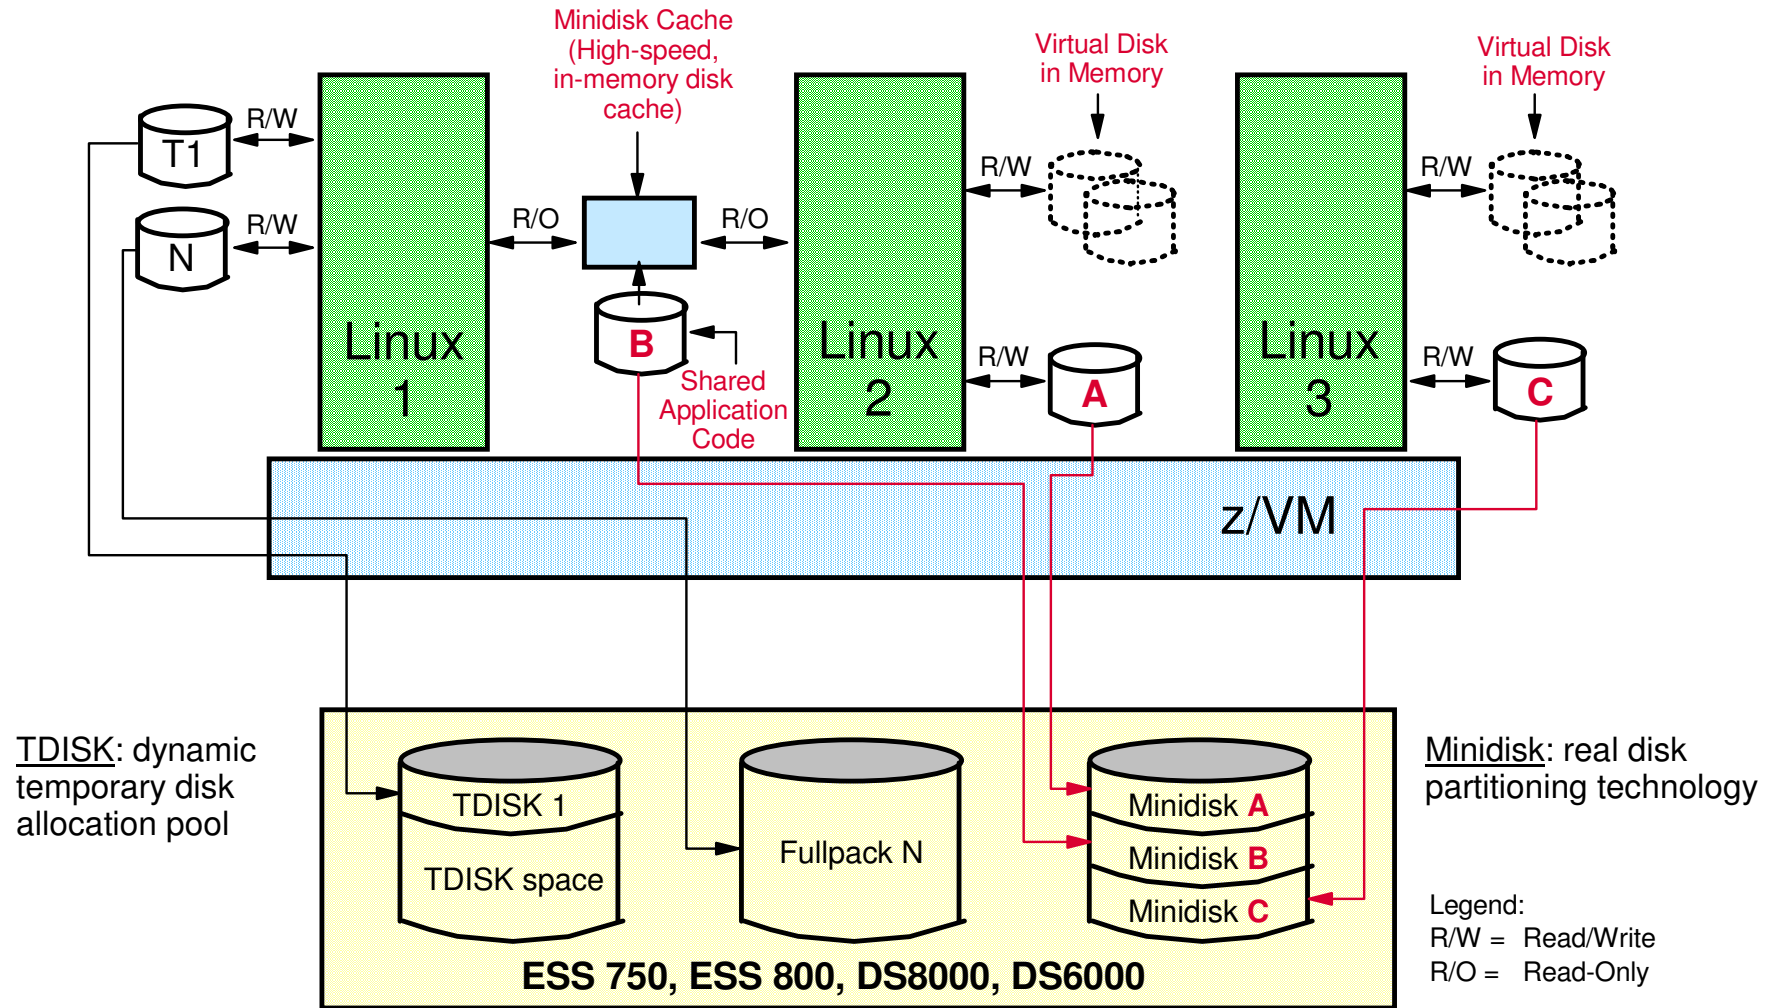 Minidisk Cache
(High-speed,
in-memory disk
cache)
Virtual Disk
in Memory
Virtual Disk
in Memory
T1
R/W
N
R/W
R/O
R/O
R/W
R/W
B
Shared
Application
Code
Linux
1
Linux
2
Linux
3
R/W
A
R/W
C
z/VM
TDISK: dynamic
temporary disk
allocation pool
TDISK 1
TDISK space
Fullpack N
Minidisk A
Minidisk B
Minidisk C
Minidisk: real disk
partitioning technology
ESS 750, ESS 800, DS8000, DS6000
Legend:
R/W = Read/Write
R/O = Read-Only